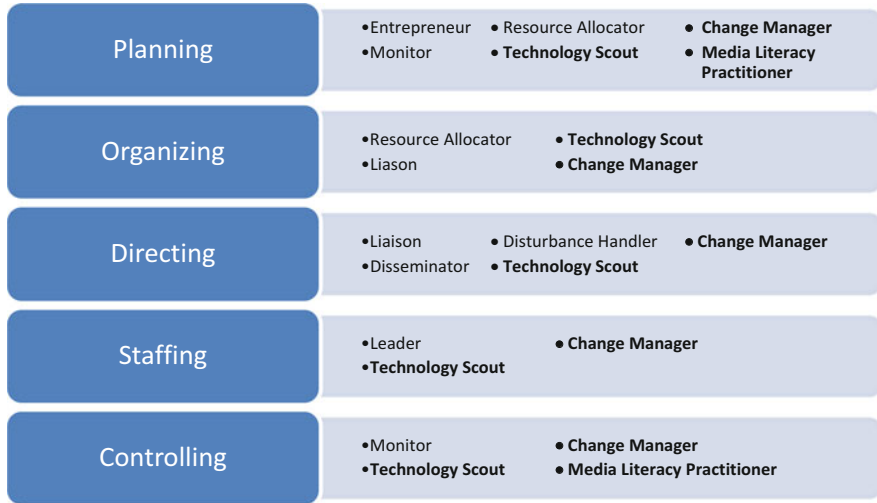 Planning
•Entrepreneur • Resource Allocator • Change Manager
•Monitor • Technology Scout • Media Literacy
Practitioner
Organizing
•Resource Allocator • Technology Scout
•Liason • Change Manager
Directing
•Liaison • Disturbance Handler • Change Manager
•Disseminator • Technology Scout
Staffing
•Leader • Change Manager
•Technology Scout
Controlling
•Monitor • Change Manager
•Technology Scout • Media Literacy Practitioner